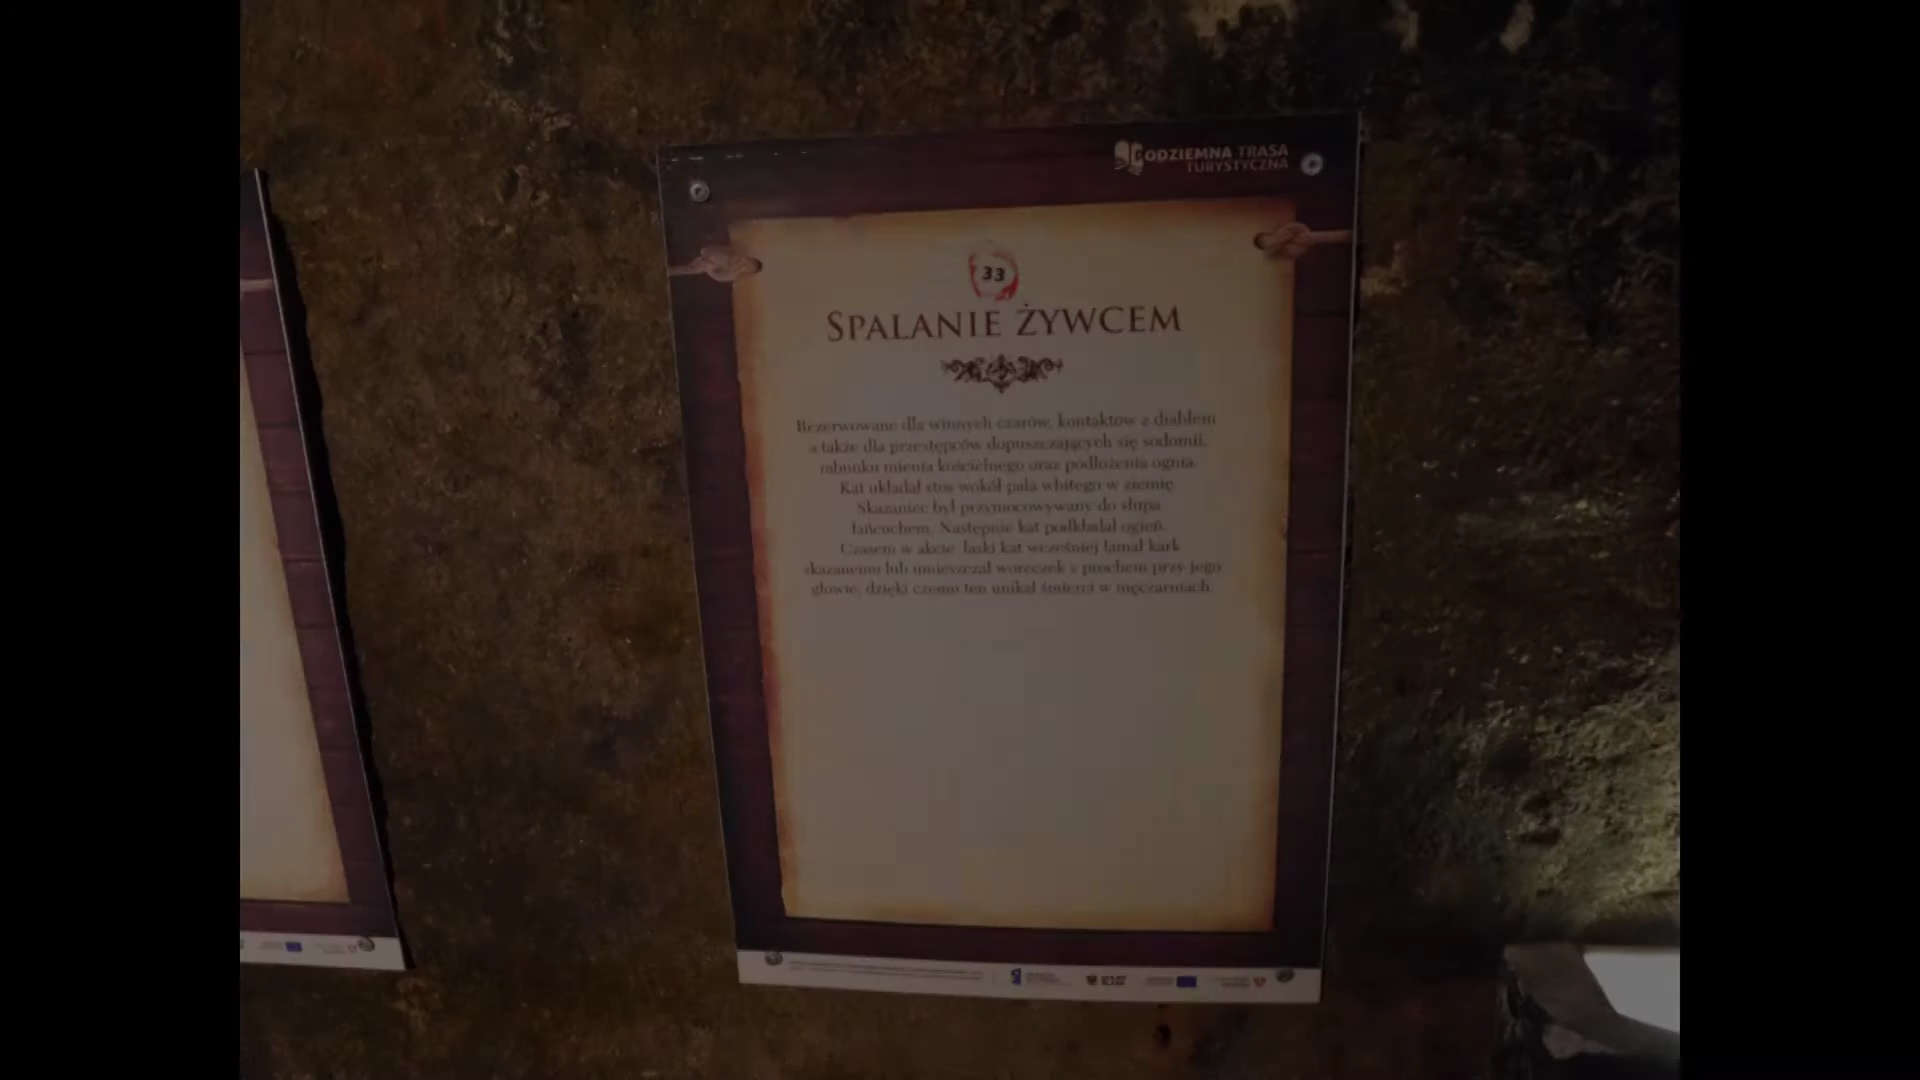 PODZIEMNA TRASA
TURYSTYCZNA
33
SPALANIE ŻYWCEM
Rezerwowane dla winnych czarów, kontaktów z diabłem
a także dla przestępców dopuszczających się sodomii,
rabunku mienia kościelnego oraz podłożenia ognia.
Kat układał stos wokół pala wbitego w ziemię.
Skazaniec był przymocowywany do słupa
łańcuchem. Następnie kat podkładał ogień.
Czasem w akcie łaski kat wcześniej łamał kark
skazanemu lub umieszczał woreczek z prochem przy jego
głowie, dzięki czemu ten unikał śmierci w męczarniach.